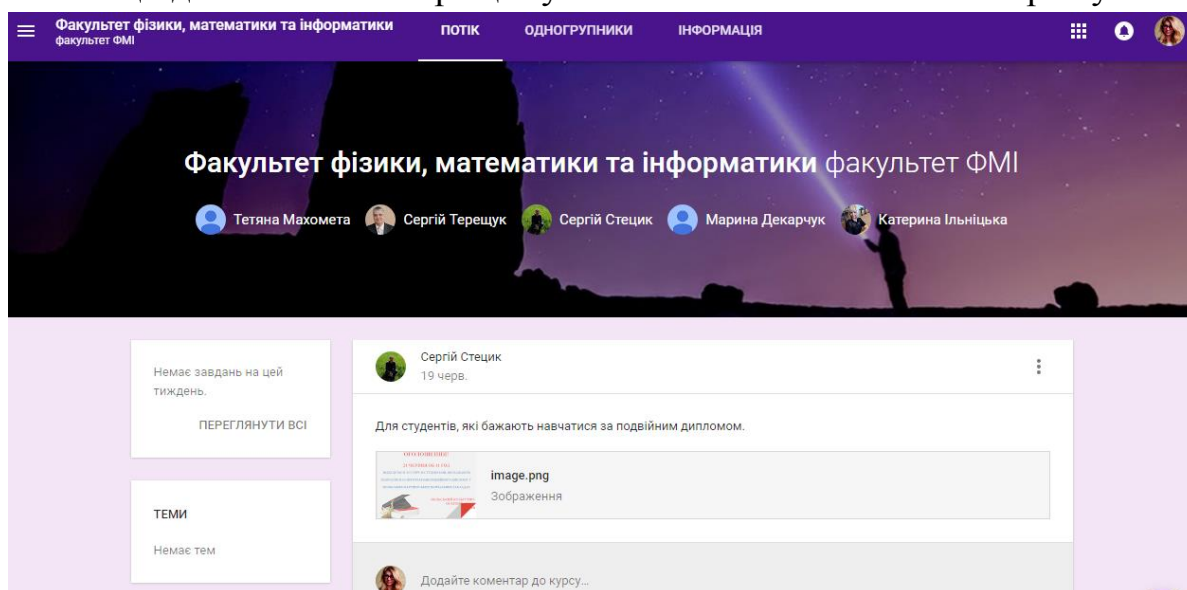 Факультет фізики, математики та інформатики
факультет ФМІ
ПОТІК ОДНОГРУПНИКИ ІНФОРМАЦІЯ
Факультет фізики, математики та інформатики факультет ФМІ
Тетяна Махомета Сергій Терещук Сергій Стецик Марина Декарчук Катерина Ільніцька
Немає завдань на цей
тиждень.
ПЕРЕГЛЯНУТИ ВСІ
ТЕМИ
Немає тем
Сергій Стецик
19 черв.
Для студентів, які бажають навчатися за подвійним дипломом.
image.png
Зображення
Додайте коментар до курсу...